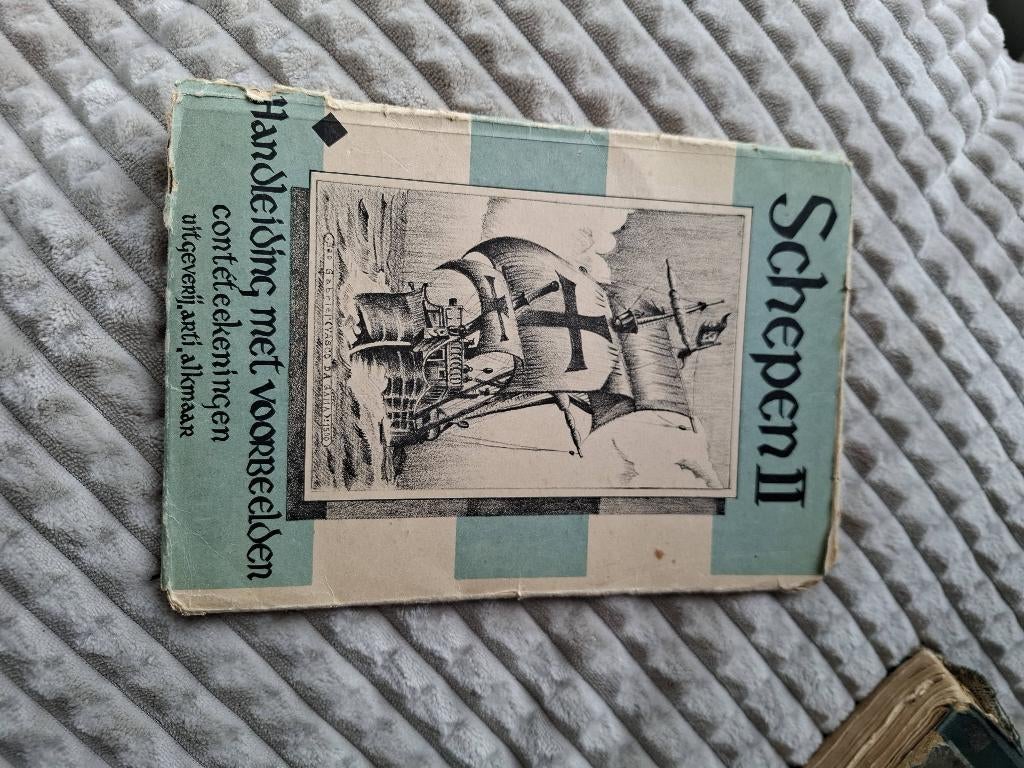 Schepen II
Handleiding met voorbeelden
contéteekeningen
uitgeverij, arti, alkmaar